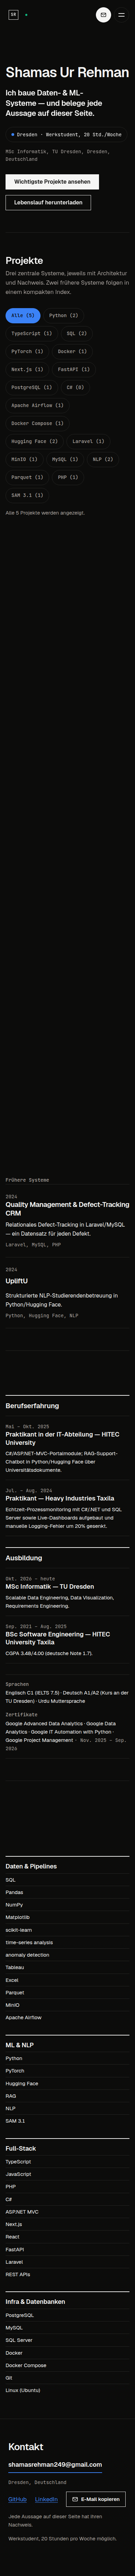 SR
Shamas Ur Rehman
Ich baue Daten- & ML-
Systeme — und belege jede
Aussage auf dieser Seite.
Dresden · Werkstudent, 20 Std./Woche
MSc Informatik, TU Dresden, Dresden,
Deutschland
Wichtigste Projekte ansehen
Lebenslauf herunterladen
Projekte
Drei zentrale Systeme, jeweils mit Architektur
und Nachweis. Zwei frühere Systeme folgen in
einem kompakten Index.
Alle (5)
Python (2)
TypeScript (1)
SQL (2)
PyTorch (1)
Docker (1)
Next.js (1)
FastAPI (1)
PostgreSQL (1)
C# (0)
Apache Airflow (1)
Docker Compose (1)
Hugging Face (2)
Laravel (1)
MinIO (1)
MySQL (1)
NLP (2)
Parquet (1)
PHP (1)
SAM 3.1 (1)
Alle 5 Projekte werden angezeigt.
Frühere Systeme
2024
Quality Management & Defect-Tracking
CRM
Relationales Defect-Tracking in Laravel/MySQL
— ein Datensatz für jeden Defekt.
Laravel, MySQL, PHP
2024
UpliftU
Strukturierte NLP-Studierendenbetreuung in
Python/Hugging Face.
Python, Hugging Face, NLP
Berufserfahrung
Mai – Okt. 2025
Praktikant in der IT-Abteilung — HITEC
University
C#/ASP.NET-MVC-Portalmodule; RAG-Support-
Chatbot in Python/Hugging Face über
Universitätsdokumente.
Jul. – Aug. 2024
Praktikant — Heavy Industries Taxila
Echtzeit-Prozessmonitoring mit C#/.NET und SQL
Server sowie Live-Dashboards aufgebaut und
manuelle Logging-Fehler um 20% gesenkt.
Ausbildung
Okt. 2026 – heute
MSc Informatik — TU Dresden
Scalable Data Engineering, Data Visualization,
Requirements Engineering.
Sep. 2021 – Aug. 2025
BSc Software Engineering — HITEC
University Taxila
CGPA 3.48/4.00 (deutsche Note 1.7).
Sprachen
Englisch C1 (IELTS 7.5) · Deutsch A1/A2 (Kurs an der
TU Dresden) · Urdu Muttersprache
Zertifikate
Google Advanced Data Analytics · Google Data
Analytics · Google IT Automation with Python ·
Google Project Management · Nov. 2025 – Sep.
2026
Daten & Pipelines
SQL
Pandas
NumPy
Matplotlib
scikit-learn
time-series analysis
anomaly detection
Tableau
Excel
Parquet
MinIO
Apache Airflow
ML & NLP
Python
PyTorch
Hugging Face
RAG
NLP
SAM 3.1
Full-Stack
TypeScript
JavaScript
PHP
C#
ASP.NET MVC
Next.js
React
FastAPI
Laravel
REST APIs
Infra & Datenbanken
PostgreSQL
MySQL
SQL Server
Docker
Docker Compose
Git
Linux (Ubuntu)
Kontakt
shamasrehman249@gmail.com
Dresden, Deutschland
GitHub
LinkedIn
E-Mail kopieren
Jede Aussage auf dieser Seite hat ihren
Nachweis.
Werkstudent, 20 Stunden pro Woche möglich.